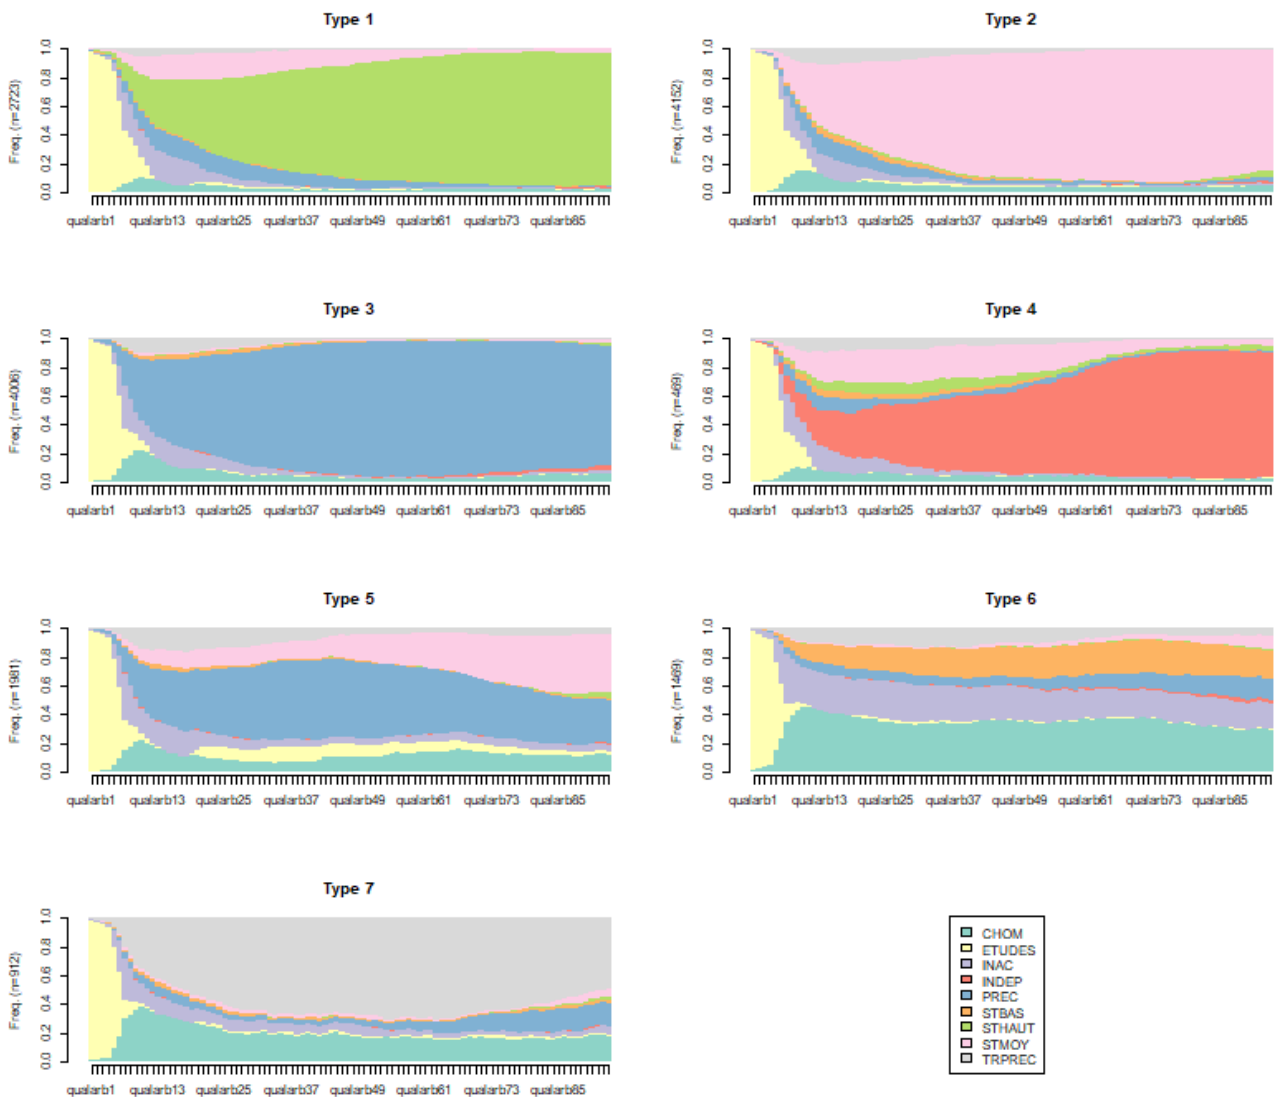 Type 1
Type 2
Freq. (n=2723)
0.0 0.2 0.4 0.6 0.8 1.0
qualarb1 qualarb13 qualarb25 qualarb37 qualarb49 qualarb61 qualarb73 qualarb85
Freq. (n=4152)
0.0 0.2 0.4 0.6 0.8 1.0
qualarb1 qualarb13 qualarb25 qualarb37 qualarb49 qualarb61 qualarb73 qualarb85
Type 3
Type 4
Freq. (n=4006)
0.0 0.2 0.4 0.6 0.8 1.0
qualarb1 qualarb13 qualarb25 qualarb37 qualarb49 qualarb61 qualarb73 qualarb85
Freq. (n=469)
0.0 0.2 0.4 0.6 0.8 1.0
qualarb1 qualarb13 qualarb25 qualarb37 qualarb49 qualarb61 qualarb73 qualarb85
Type 5
Type 6
Freq. (n=1981)
0.0 0.2 0.4 0.6 0.8 1.0
qualarb1 qualarb13 qualarb25 qualarb37 qualarb49 qualarb61 qualarb73 qualarb85
Freq. (n=1469)
0.0 0.2 0.4 0.6 0.8 1.0
qualarb1 qualarb13 qualarb25 qualarb37 qualarb49 qualarb61 qualarb73 qualarb85
Type 7
Freq. (n=912)
0.0 0.2 0.4 0.6 0.8 1.0
qualarb1 qualarb13 qualarb25 qualarb37 qualarb49 qualarb61 qualarb73 qualarb85
CHOM
ETUDES
INAC
INDEP
PREC
STBAS
STHAUT
STMOY
TRPREC